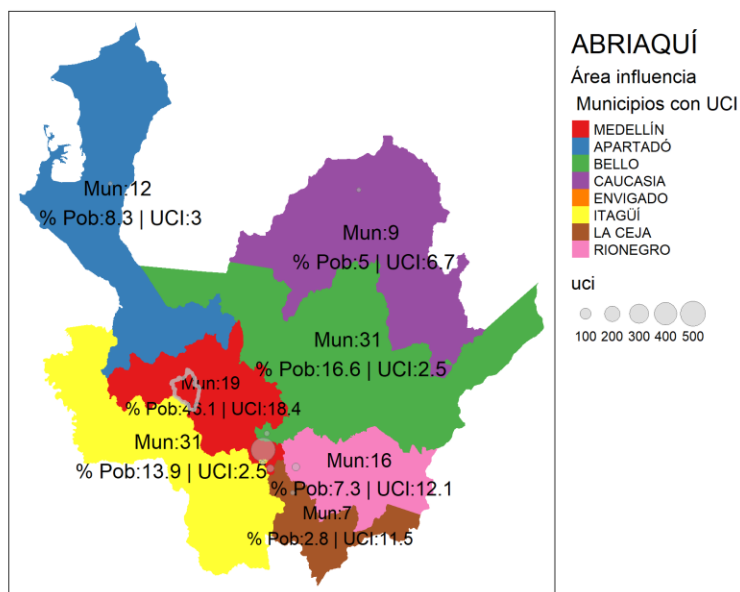 ABRIAQUÍ
Área influencia
Municipios con UCI
MEDELLÍN
APARTADÓ
BELLO
CAUCASIA
ENVIGADO
ITAGÜÍ
LA CEJA
RIONEGRO
uci
100 200 300 400 500
Mun:12
% Pob:8.3 | UCI:3
Mun:9
% Pob:5 | UCI:6.7
Mun:31
% Pob:16.6 | UCI:2.5
Mun:19
% Pob:46.1 | UCI:18.4
Mun:31
% Pob:13.9 | UCI:2.5
Mun:16
% Pob:7.3 | UCI:12.1
Mun:7
% Pob:2.8 | UCI:11.5